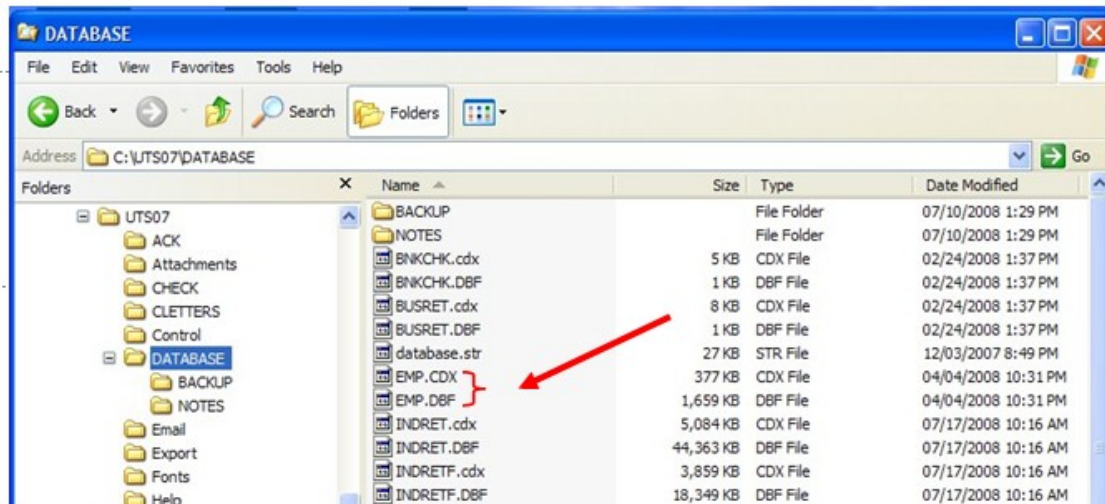 DATABASE
File Edit View Favorites Tools Help
Back Search Folders
Address C:\UTS07\DATABASE Go
Folders X Name Size Type Date Modified
UTS07 BACKUP File Folder 07/10/2008 1:29 PM
ACK NOTES File Folder 07/10/2008 1:29 PM
Attachments BNKCHK.cdx 5 KB CDX File 02/24/2008 1:37 PM
CHECK BNKCHK.DBF 1 KB DBF File 02/24/2008 1:37 PM
CLETTERS BUSRET.cdx 8 KB CDX File 02/24/2008 1:37 PM
Control BUSRET.DBF 1 KB DBF File 02/24/2008 1:37 PM
DATABASE database.str 27 KB STR File 12/03/2007 8:49 PM
BACKUP EMP.CDX 377 KB CDX File 04/04/2008 10:31 PM
NOTES EMP.DBF 1,659 KB DBF File 04/04/2008 10:31 PM
Email INDRET.cdx 5,084 KB CDX File 07/17/2008 10:16 AM
Export INDRET.DBF 44,363 KB DBF File 07/17/2008 10:16 AM
Fonts INDRETF.cdx 3,859 KB CDX File 07/17/2008 10:16 AM
Help INDRETF.DBF 18,349 KB DBF File 07/17/2008 10:16 AM